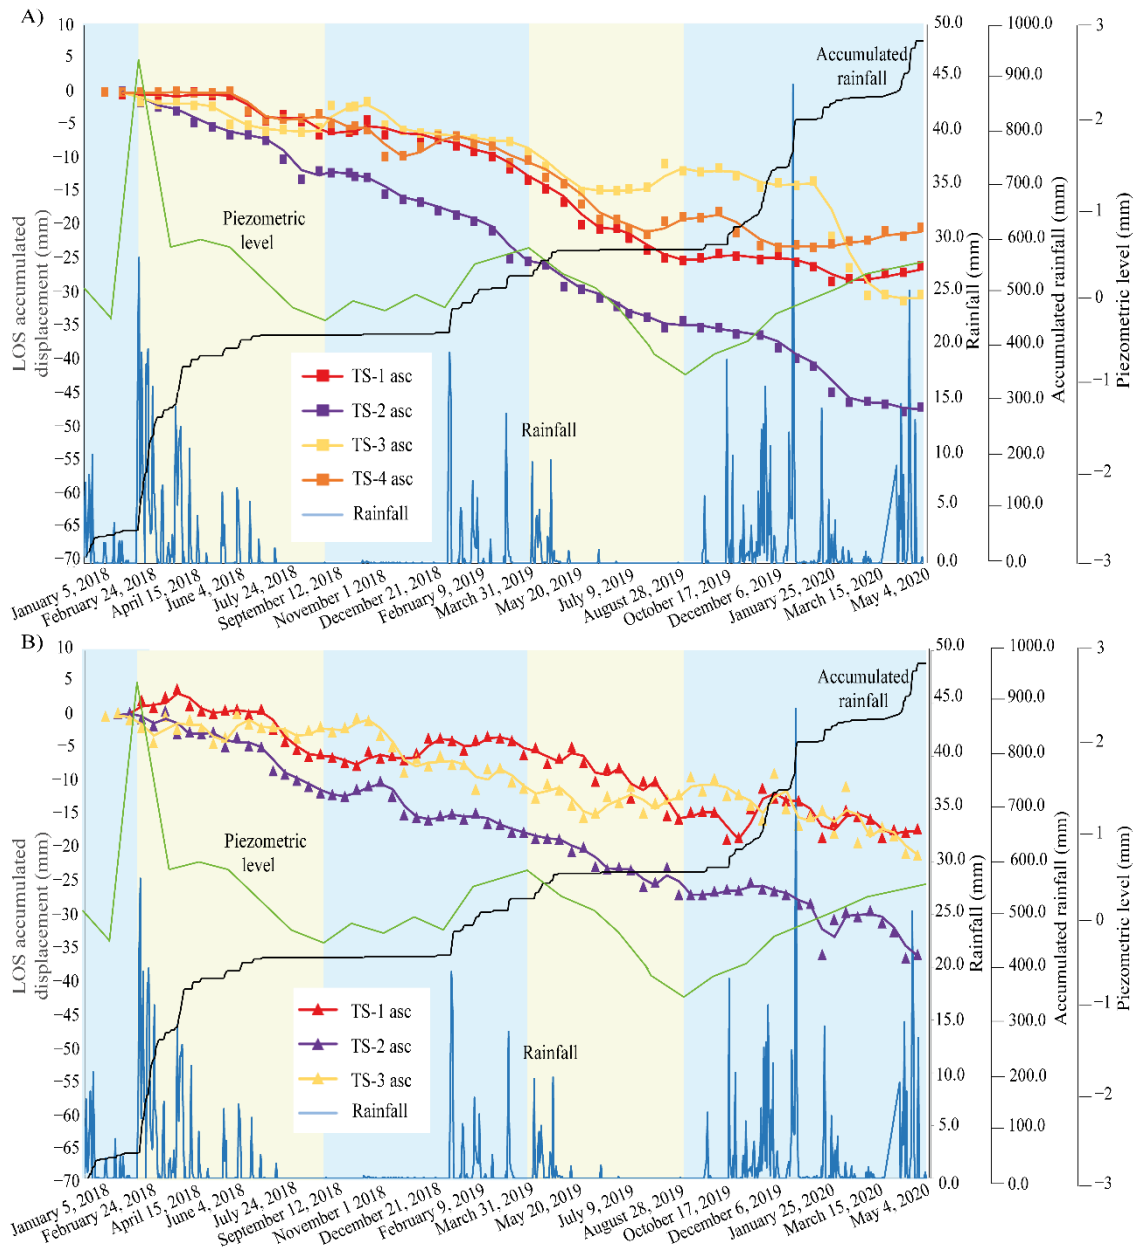 A)
10
5
0
−5
−10
−15
−20
−25
−30
−35
−40
−45
−50
−55
−60
−65
−70
LOS accumulated
displacement (mm)
Accumulated
rainfall
Piezometric
level
Rainfall
TS-1 asc
TS-2 asc
TS-3 asc
TS-4 asc
Rainfall
50.0
45.0
40.0
35.0
30.0
25.0
20.0
15.0
10.0
5.0
0.0
Rainfall (mm)
1000.0
900.0
800.0
700.0
600.0
500.0
400.0
300.0
200.0
100.0
0.0
Accumulated rainfall (mm)
3
2
1
0
−1
−2
−3
Piezometric level (mm)
January 5, 2018
February 24, 2018
April 15, 2018
June 4, 2018
July 24, 2018
September 12, 2018
November 1, 2018
December 21, 2018
February 9, 2019
March 31, 2019
May 20, 2019
July 9, 2019
August 28, 2019
October 17, 2019
December 6, 2019
January 25, 2020
March 15, 2020
May 4, 2020
B)
10
5
0
−5
−10
−15
−20
−25
−30
−35
−40
−45
−50
−55
−60
−65
−70
LOS accumulated
displacement (mm)
Accumulated
rainfall
Piezometric
level
Rainfall
TS-1 asc
TS-2 asc
TS-3 asc
Rainfall
50.0
45.0
40.0
35.0
30.0
25.0
20.0
15.0
10.0
5.0
0.0
Rainfall (mm)
1000.0
900.0
800.0
700.0
600.0
500.0
400.0
300.0
200.0
100.0
0.0
Accumulated rainfall (mm)
3
2
1
0
−1
−2
−3
Piezometric level (mm)
January 5, 2018
February 24, 2018
April 15, 2018
June 4, 2018
July 24, 2018
September 12, 2018
November 1, 2018
December 21, 2018
February 9, 2019
March 31, 2019
May 20, 2019
July 9, 2019
August 28, 2019
October 17, 2019
December 6, 2019
January 25, 2020
March 15, 2020
May 4, 2020